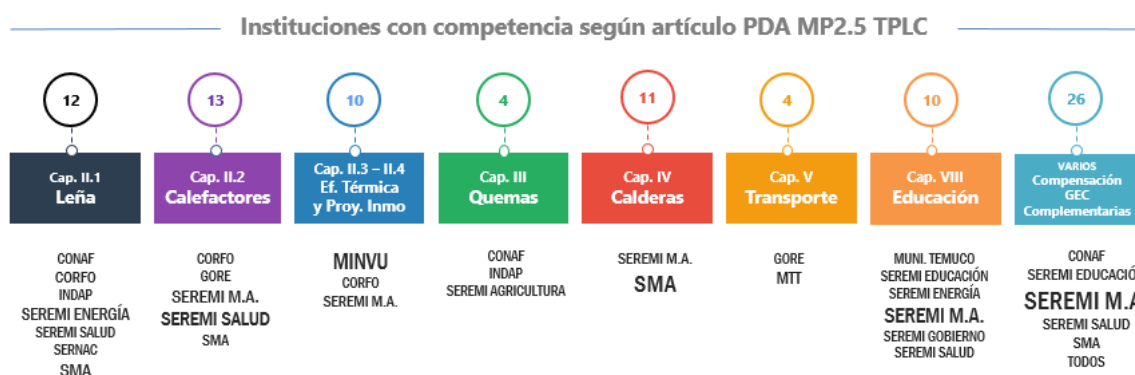 Instituciones con competencia según artículo PDA MP2.5 TPLC
12
13
10
4
11
4
10
26
Cap. II.1
Leña
Cap. II.2
Calefactores
Cap. II.3 – II.4
Ef. Térmica
y Proy. Inmo
Cap. III
Quemas
Cap. IV
Calderas
Cap. V
Transporte
Cap. VIII
Educación
VARIOS
Compensación
GEC
Complementarias
CONAF
CORFO
INDAP
SEREMI ENERGÍA
SEREMI SALUD
SERNAC
SMA
CORFO
GORE
SEREMI M.A.
SEREMI SALUD
SMA
MINVU
CORFO
SEREMI M.A.
CONAF
INDAP
SEREMI AGRICULTURA
SEREMI M.A.
SMA
GORE
MTT
MUNI. TEMUCO
SEREMI EDUCACIÓN
SEREMI ENERGÍA
SEREMI M.A.
SEREMI GOBIERNO
SEREMI SALUD
CONAF
SEREMI EDUCACIÓ
SEREMI M.A
SEREMI SALUD
SMA
TODOS